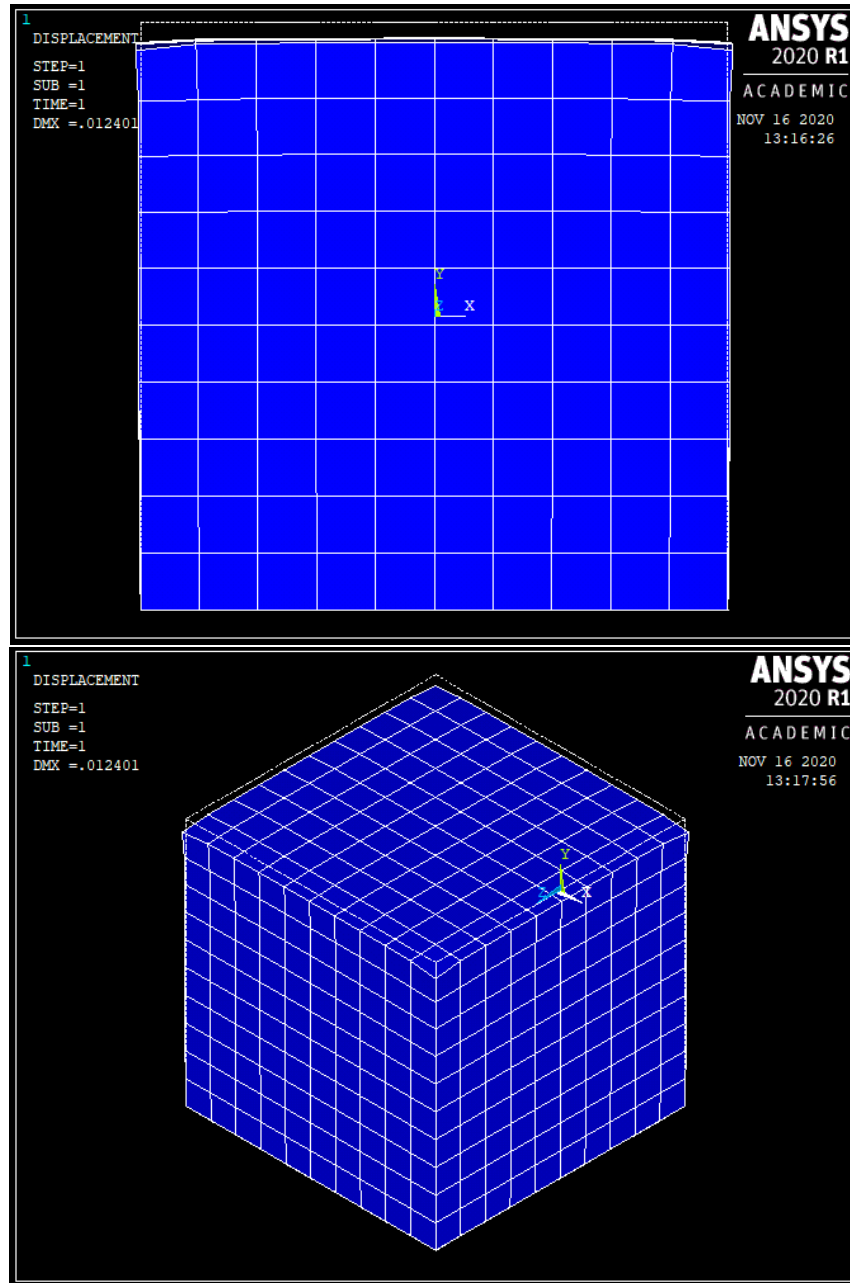 1
DISPLACEMENT
STEP=1
SUB =1
TIME=1
DMX =.012401
ANSYS
2020 R1
ACADEMIC
NOV 16 2020
13:16:26
Y
Z
X
1
DISPLACEMENT
STEP=1
SUB =1
TIME=1
DMX =.012401
ANSYS
2020 R1
ACADEMIC
NOV 16 2020
13:17:56
Y
Z
X